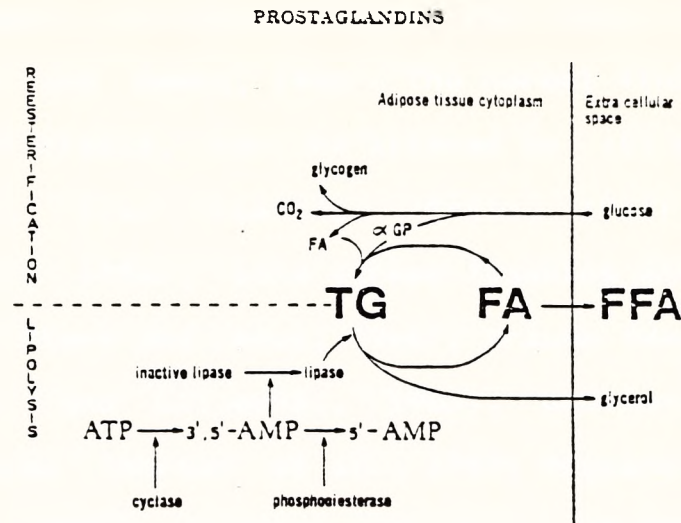 PROSTAGLANDINS
REESTERIFICATION
Adipose tissue cytoplasm
Extra cellular
space
glycogen
CO₂
glucose
α GP
FA
TG
FA
FFA
LIPOLYSIS
inactive lipase
lipase
glycerol
ATP
3',5'-AMP
5'-AMP
cyclase
phosphodiesterase